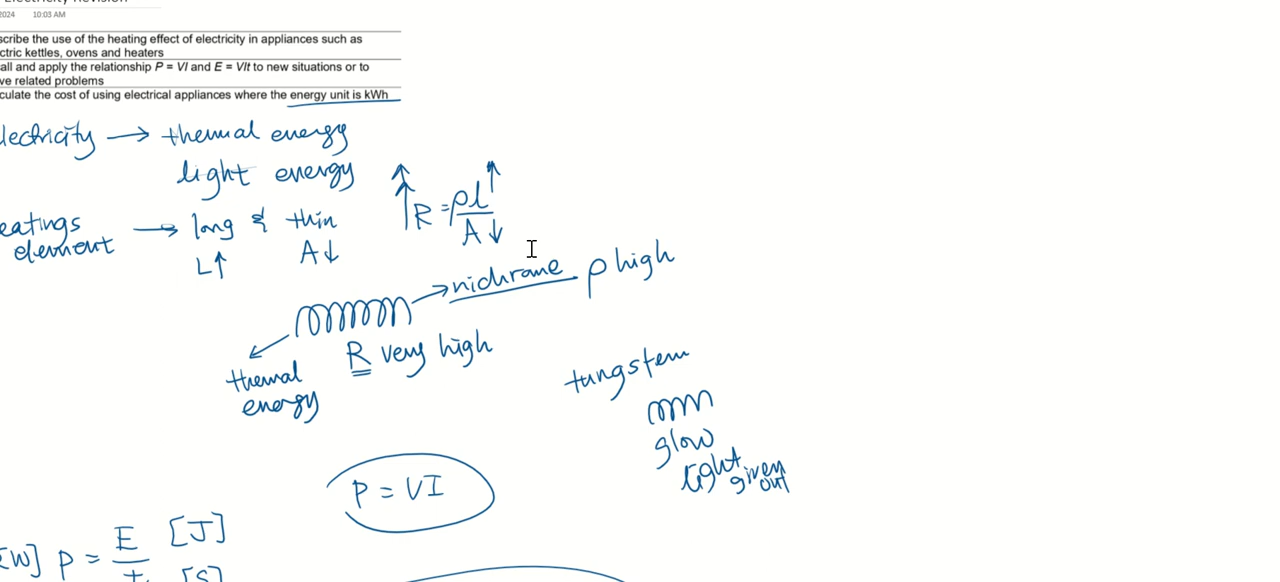 2024 10:03 AM
scribe the use of the heating effect of electricity in appliances such as
ctric kettles, ovens and heaters
all and apply the relationship P = VI and E = VIt to new situations or to
ve related problems
culate the cost of using electrical appliances where the energy unit is kWh
lectricity → thermal energy
light energy
eatings element → long & thin
L↑ A↓
↑R = ρl↑/A↓
→ nichrome ρ high
R very high
thermal
energy
tungstem
glow
light given out
P = VI
[W] P = E/t [J]
[S]